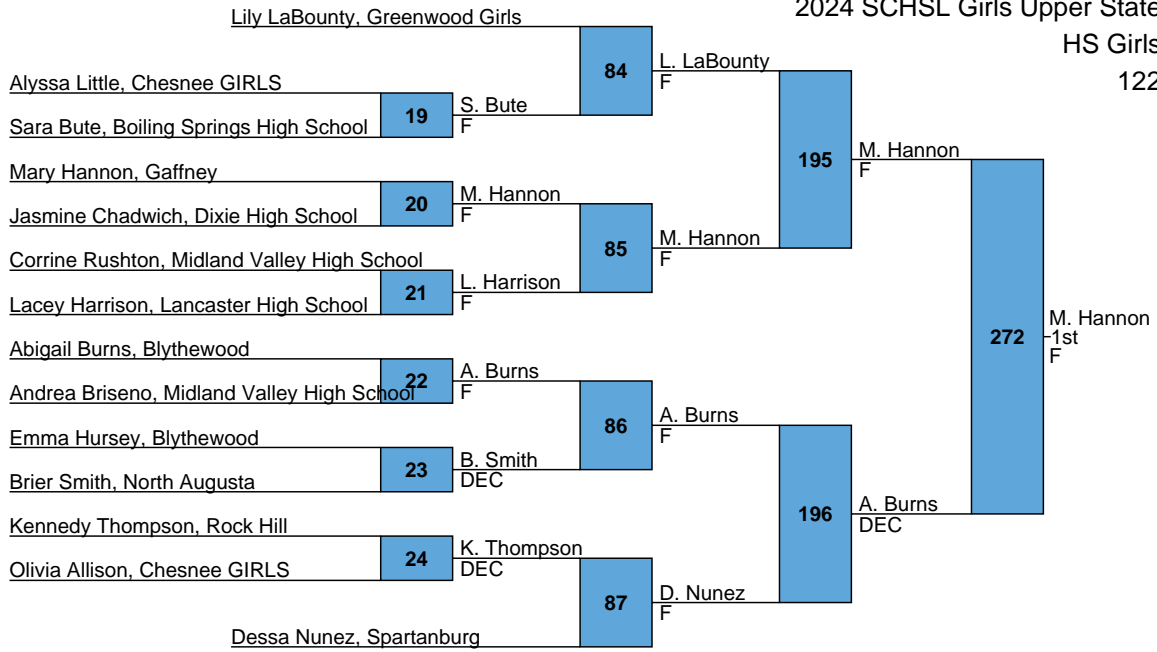 2024 SCHSL Girls Upper State
HS Girls
122
Lily LaBounty, Greenwood Girls
84
L. LaBounty
F
Alyssa Little, Chesnee GIRLS
19
S. Bute
F
Sara Bute, Boiling Springs High School
195
M. Hannon
F
Mary Hannon, Gaffney
20
M. Hannon
F
Jasmine Chadwich, Dixie High School
85
M. Hannon
F
Corrine Rushton, Midland Valley High School
21
L. Harrison
F
Lacey Harrison, Lancaster High School
272
M. Hannon
1st
F
Abigail Burns, Blythewood
22
A. Burns
F
Andrea Briseno, Midland Valley High School
86
A. Burns
F
Emma Hursey, Blythewood
23
B. Smith
DEC
Brier Smith, North Augusta
196
A. Burns
DEC
Kennedy Thompson, Rock Hill
24
K. Thompson
DEC
Olivia Allison, Chesnee GIRLS
87
D. Nunez
F
Dessa Nunez, Spartanburg